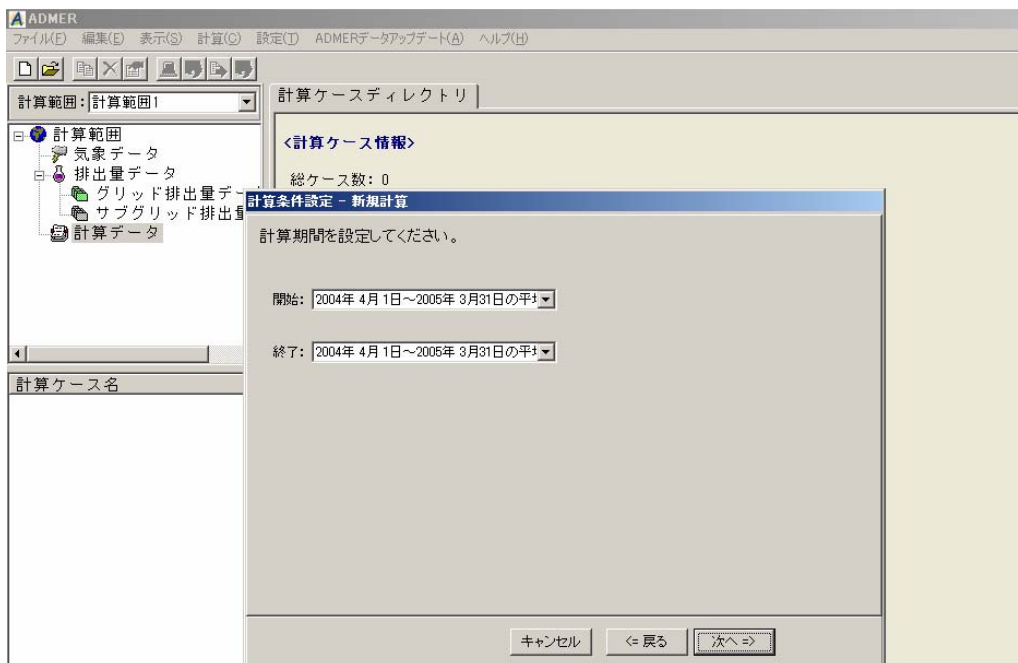 ADMER
ファイル(F) 編集(E) 表示(S) 計算(C) 設定(T) ADMERデータアップデート(A) ヘルプ(H)
計算範囲: 計算範囲1
計算範囲
気象データ
排出量データ
グリッド排出量デー
サブグリッド排出量
計算データ
計算ケース名
計算ケースディレクトリ
<計算ケース情報>
総ケース数: 0
計算条件設定 - 新規計算
計算期間を設定してください。
開始: 2004年 4月 1日～2005年 3月31日の平
終了: 2004年 4月 1日～2005年 3月31日の平
キャンセル <= 戻る 次へ =>